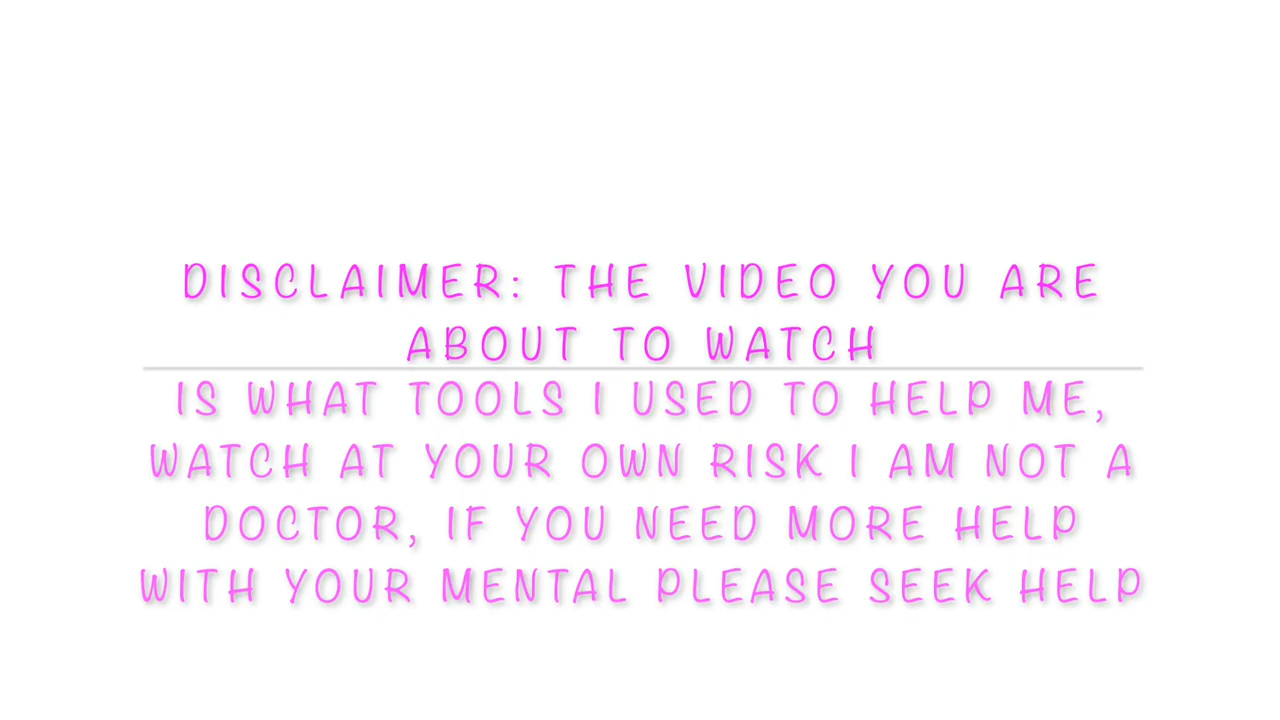 DISCLAIMER: THE VIDEO YOU ARE
ABOUT TO WATCH
IS WHAT TOOLS I USED TO HELP ME,
WATCH AT YOUR OWN RISK I AM NOT A
DOCTOR, IF YOU NEED MORE HELP
WITH YOUR MENTAL PLEASE SEEK HELP